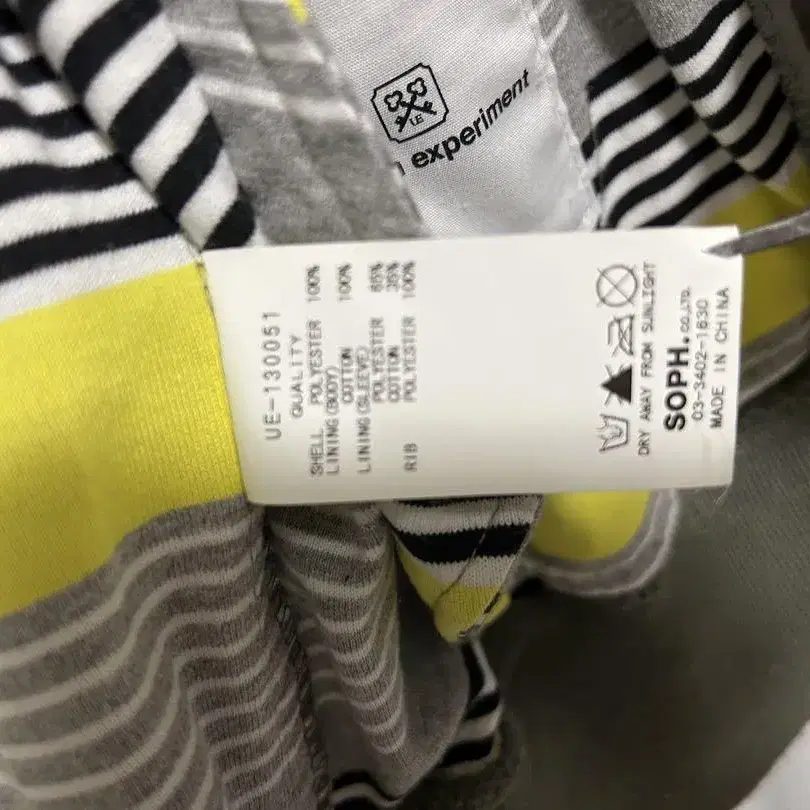 I.E
experiment
UE-130051
QUALITY
SHELL POLYESTER 100%
LINING(BODY)
COTTON 100%
LINING(SLEEVE)
POLYESTER 65%
COTTON 35%
RIB POLYESTER 100%
DRY AWAY FROM SUNLIGHT
SOPH.CO.,LTD.
03-3402-1630
MADE IN CHINA